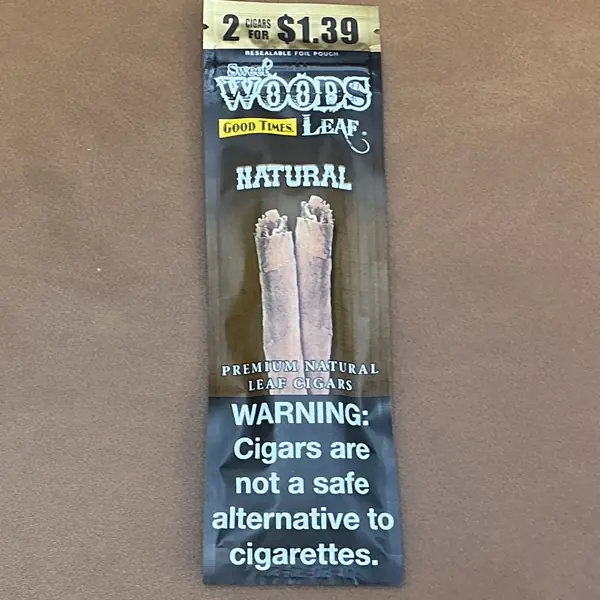 2 CIGARS FOR $1.39
RESEALABLE FOIL POUCH
Sweet
WOODS
GOOD TIMES. LEAF.
NATURAL
PREMIUM NATURAL
LEAF CIGARS
WARNING:
Cigars are
not a safe
alternative to
cigarettes.